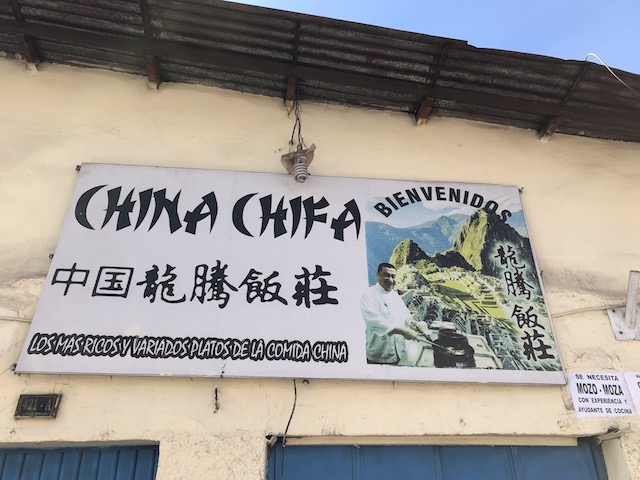 CHINA CHIFA
中国龍騰飯莊
LOS MAS RICOS Y VARIADOS PLATOS DE LA COMIDA CHINA
BIENVENIDOS
龍騰飯莊
SE NECESITA
MOZO - MOZA
CON EXPERIENCIA Y
AYUDANTE DE COCINA